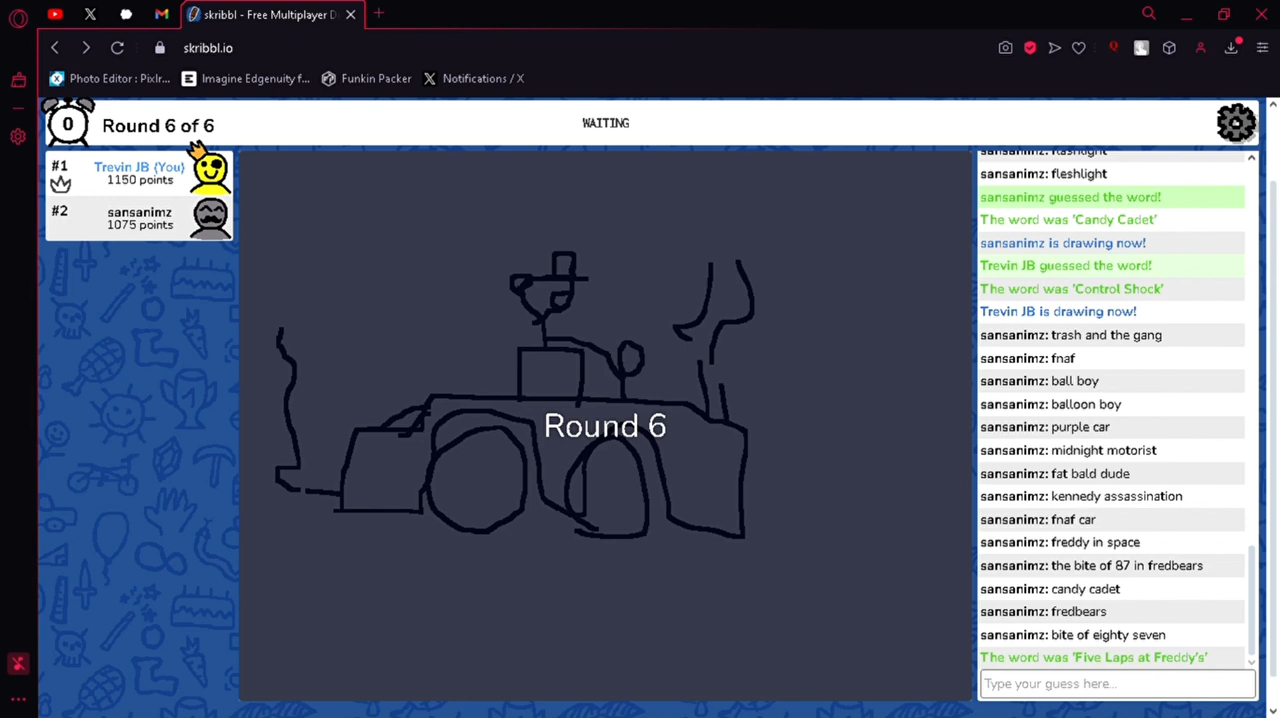 skribbl - Free Multiplayer D
skribbl.io
Photo Editor : Pixlr...
Imagine Edgenuity f...
Funkin Packer
Notifications / X
0
Round 6 of 6
WAITING
#1
Trevin JB {You}
1150 points
#2
sansanimz
1075 points
Round 6
sansanimz: flashlight
sansanimz: fleshlight
sansanimz guessed the word!
The word was 'Candy Cadet'
sansanimz is drawing now!
Trevin JB guessed the word!
The word was 'Control Shock'
Trevin JB is drawing now!
sansanimz: trash and the gang
sansanimz: fnaf
sansanimz: ball boy
sansanimz: balloon boy
sansanimz: purple car
sansanimz: midnight motorist
sansanimz: fat bald dude
sansanimz: kennedy assassination
sansanimz: fnaf car
sansanimz: freddy in space
sansanimz: the bite of 87 in fredbears
sansanimz: candy cadet
sansanimz: fredbears
sansanimz: bite of eighty seven
The word was 'Five Laps at Freddy's'
Type your guess here...